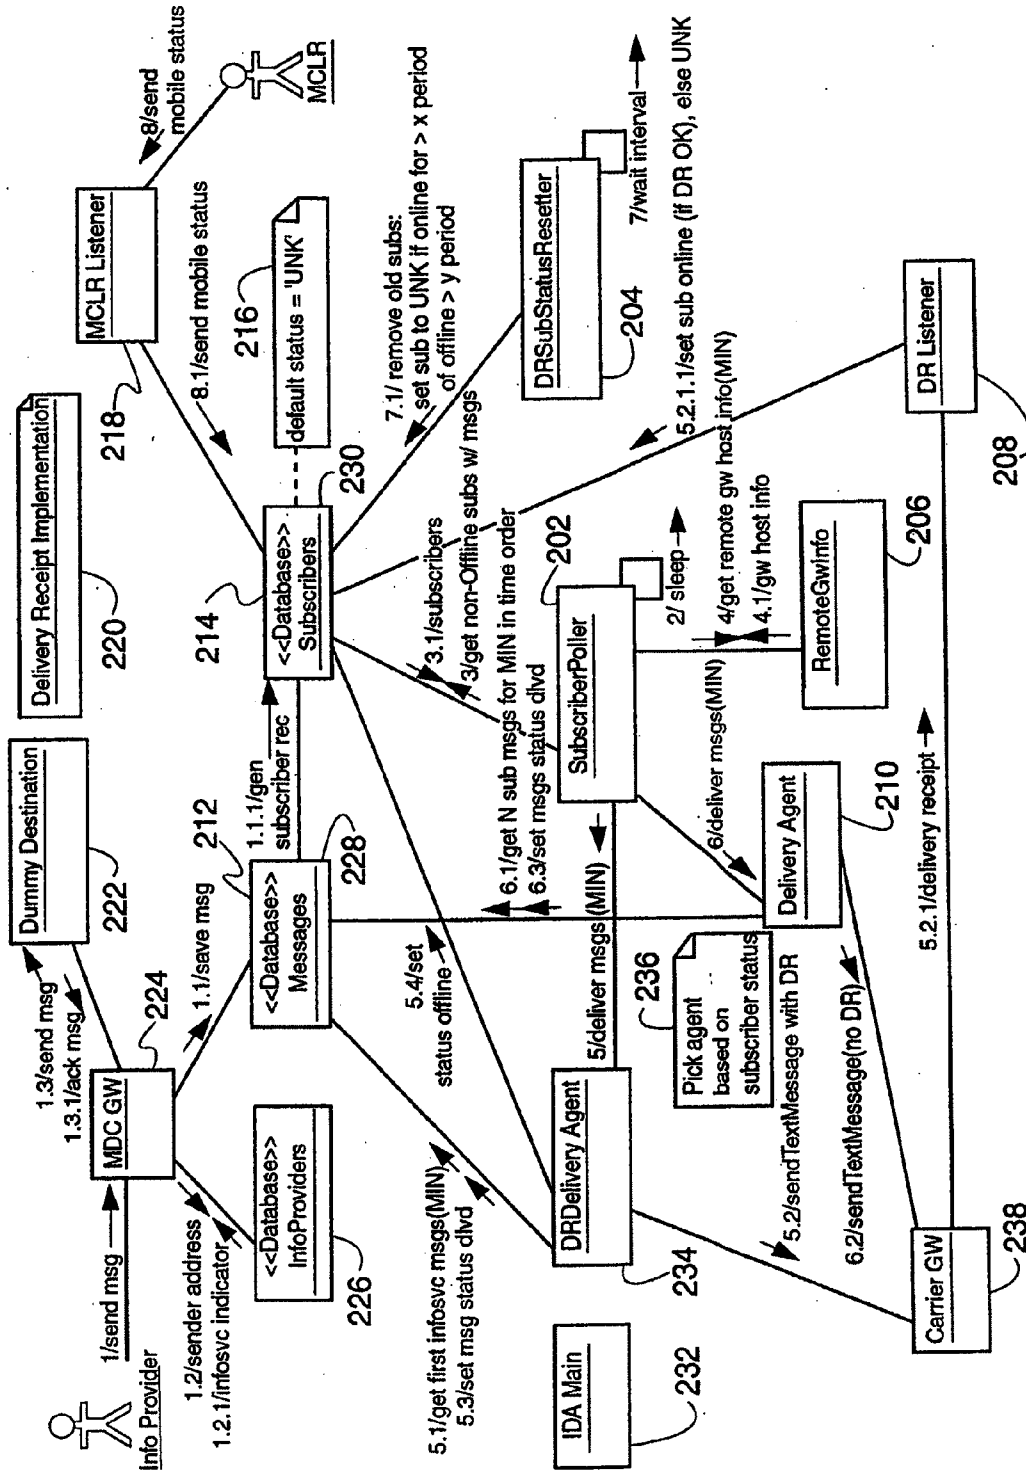 Info Provider
1/send msg
MDC GW
224
1.3/send msg
1.3.1/ack msg
Dummy Destination
222
Delivery Receipt Implementation
220
MCLR Listener
218
8/send
mobile status
MCLR
1.2/sender address
1.2.1/infosvc indicator
<<Database>>
InfoProviders
226
1.1/save msg
212
<<Database>>
Messages
228
1.1.1/gen
subscriber rec
214
<<Database>>
Subscribers
230
8.1/send mobile status
216
default status = 'UNK'
7.1/ remove old subs:
set sub to UNK if online for > x period
of offline > y period
5.1/get first infosvc msgs(MIN)
5.3/set msg status dlvd
5.4/set
status offline
6.1/get N sub msgs for MIN in time order
6.3/set msgs status dlvd
3.1/subscribers
3/get non-Offline subs w/ msgs
DRSubStatusResetter
204
7/wait interval
IDA Main
232
DRDelivery Agent
234
5/deliver msgs(MIN)
SubscriberPoller
202
2/ sleep
236
Pick agent
based on
subscriber status
6/deliver msgs(MIN)
4/get remote gw host info(MIN)
4.1/gw host info
5.2.1.1/set sub online (if DR OK), else UNK
5.2/sendTextMessage with DR
6.2/sendTextMessage(no DR)
Delivery Agent
210
RemoteGwInfo
206
Carrier GW
238
5.2.1/delivery receipt
DR Listener
208